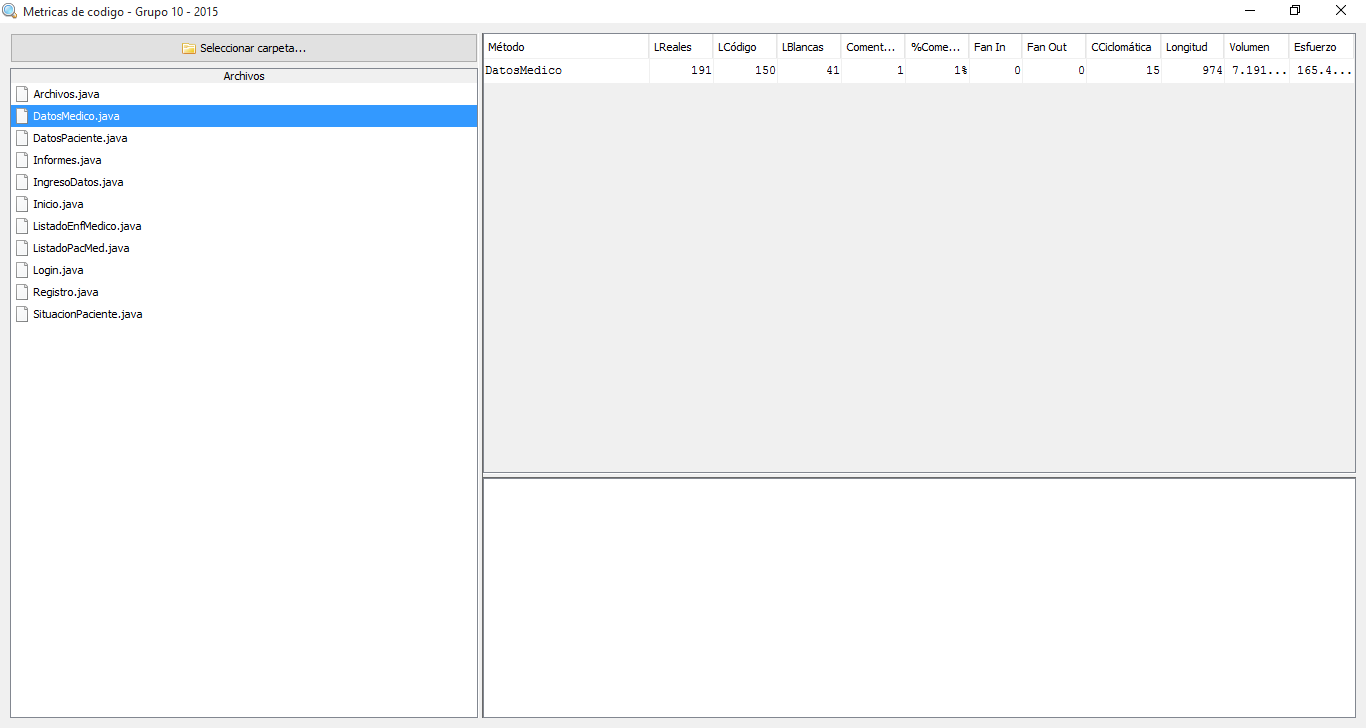 Metricas de codigo - Grupo 10 - 2015
Seleccionar carpeta...
Archivos
Archivos.java
DatosMedico.java
DatosPaciente.java
Informes.java
IngresoDatos.java
Inicio.java
ListadoEnfMedico.java
ListadoPacMed.java
Login.java
Registro.java
SituacionPaciente.java
Método LReales LCódigo LBlancas Coment... %Come... Fan In Fan Out CCiclomática Longitud Volumen Esfuerzo
DatosMedico 191 150 41 1 1% 0 0 15 974 7.191... 165.4...